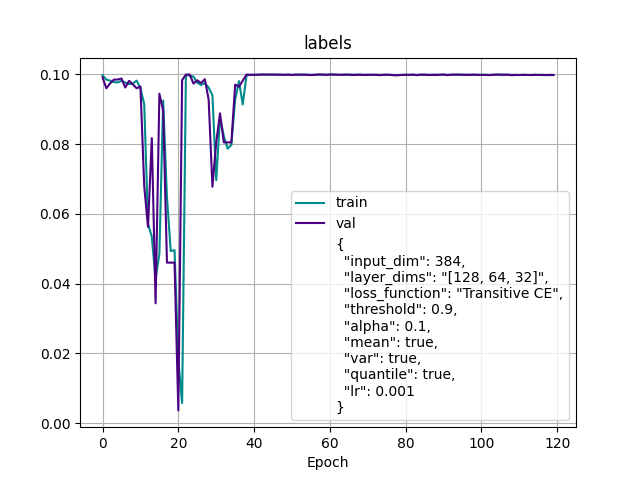 labels
0.10
0.08
0.06
0.04
0.02
0.00
train
val
{
"input_dim": 384,
"layer_dims": "[128, 64, 32]",
"loss_function": "Transitive CE",
"threshold": 0.9,
"alpha": 0.1,
"mean": true,
"var": true,
"quantile": true,
"lr": 0.001
}
0 20 40 60 80 100 120
Epoch